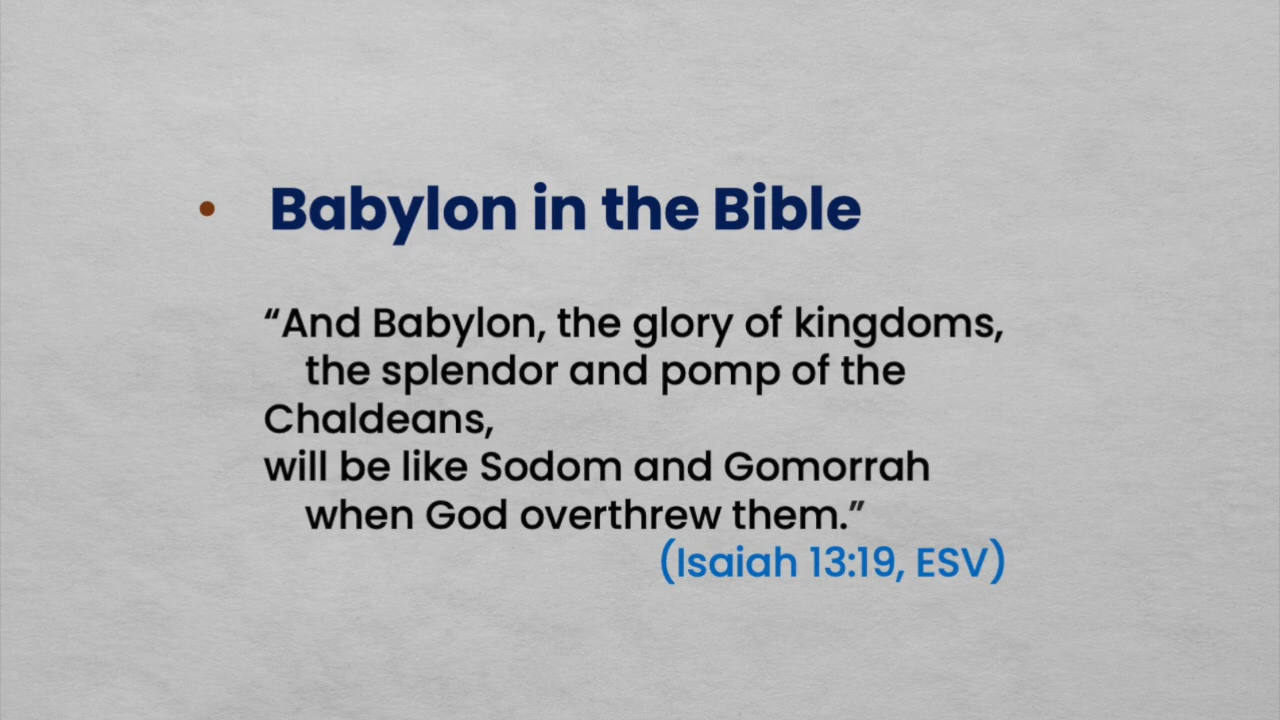 • Babylon in the Bible
“And Babylon, the glory of kingdoms,
the splendor and pomp of the
Chaldeans,
will be like Sodom and Gomorrah
when God overthrew them.”
(Isaiah 13:19, ESV)